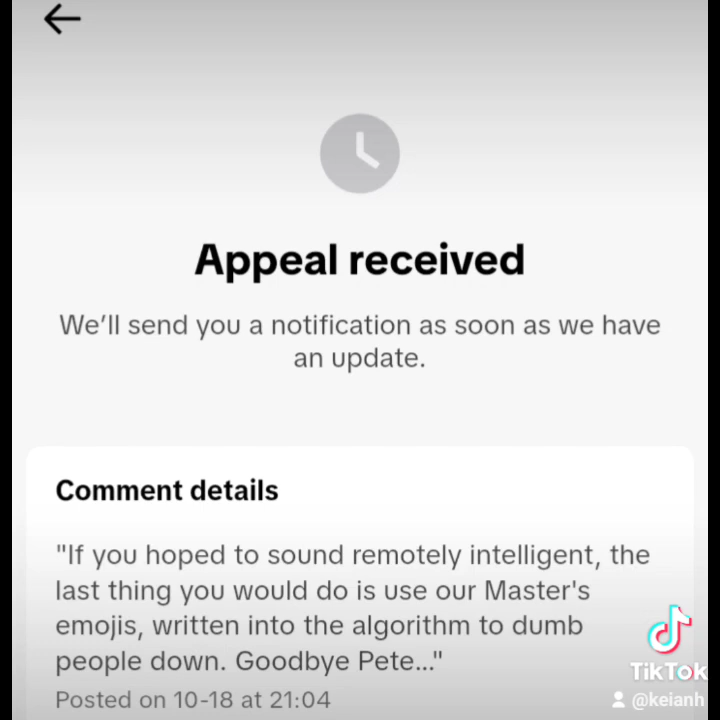 Appeal received
We’ll send you a notification as soon as we have
an update.
Comment details
"If you hoped to sound remotely intelligent, the
last thing you would do is use our Master's
emojis, written into the algorithm to dumb
people down. Goodbye Pete..."
Posted on 10-18 at 21:04
TikTok
@keianh